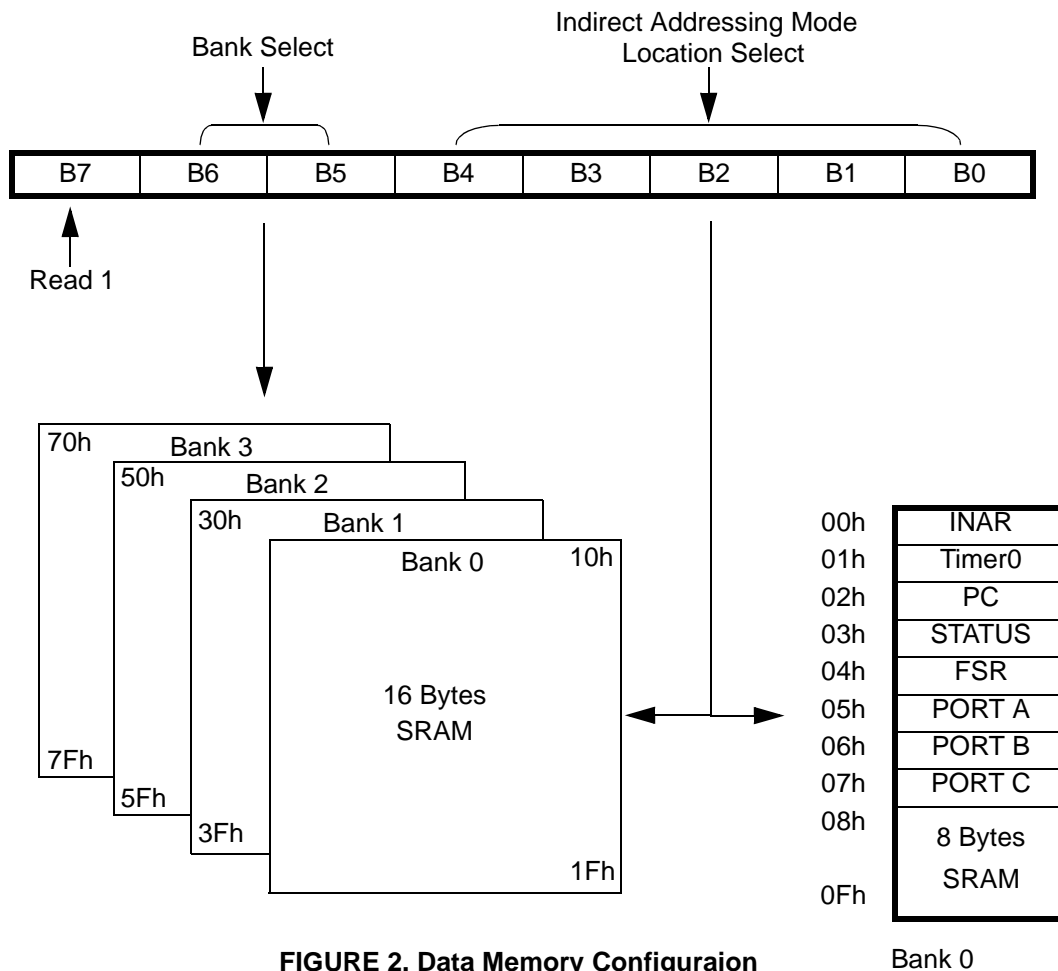 Bank Select
Indirect Addressing Mode
Location Select
B7 B6 B5 B4 B3 B2 B1 B0
Read 1
70h Bank 3
50h Bank 2
30h Bank 1
Bank 0 10h
16 Bytes
SRAM
7Fh
5Fh
3Fh
1Fh
00h INAR
01h Timer0
02h PC
03h STATUS
04h FSR
05h PORT A
06h PORT B
07h PORT C
08h
8 Bytes
SRAM
0Fh
Bank 0
FIGURE 2. Data Memory Configuraion